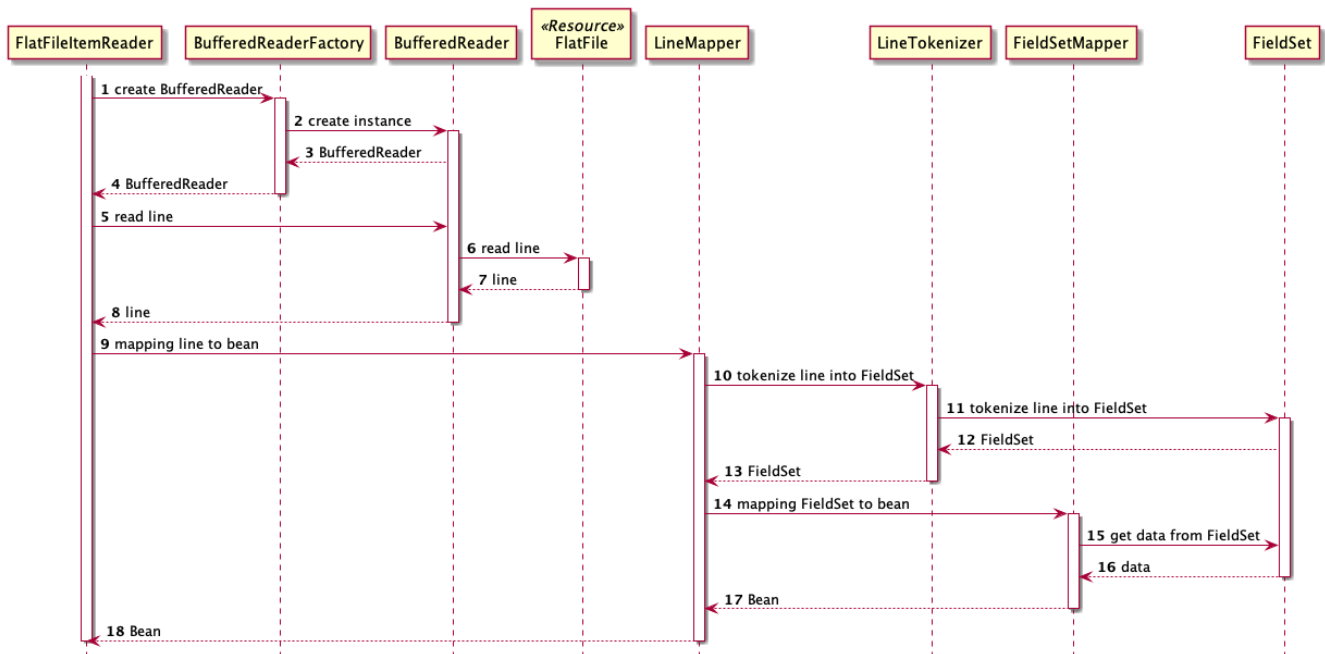 «Resource»
FlatFileItemReader
BufferedReaderFactory
BufferedReader
FlatFile
LineMapper
LineTokenizer
FieldSetMapper
FieldSet
1 create BufferedReader
2 create instance
3 BufferedReader
4 BufferedReader
5 read line
6 read line
7 line
8 line
9 mapping line to bean
10 tokenize line into FieldSet
11 tokenize line into FieldSet
12 FieldSet
13 FieldSet
14 mapping FieldSet to bean
15 get data from FieldSet
16 data
17 Bean
18 Bean